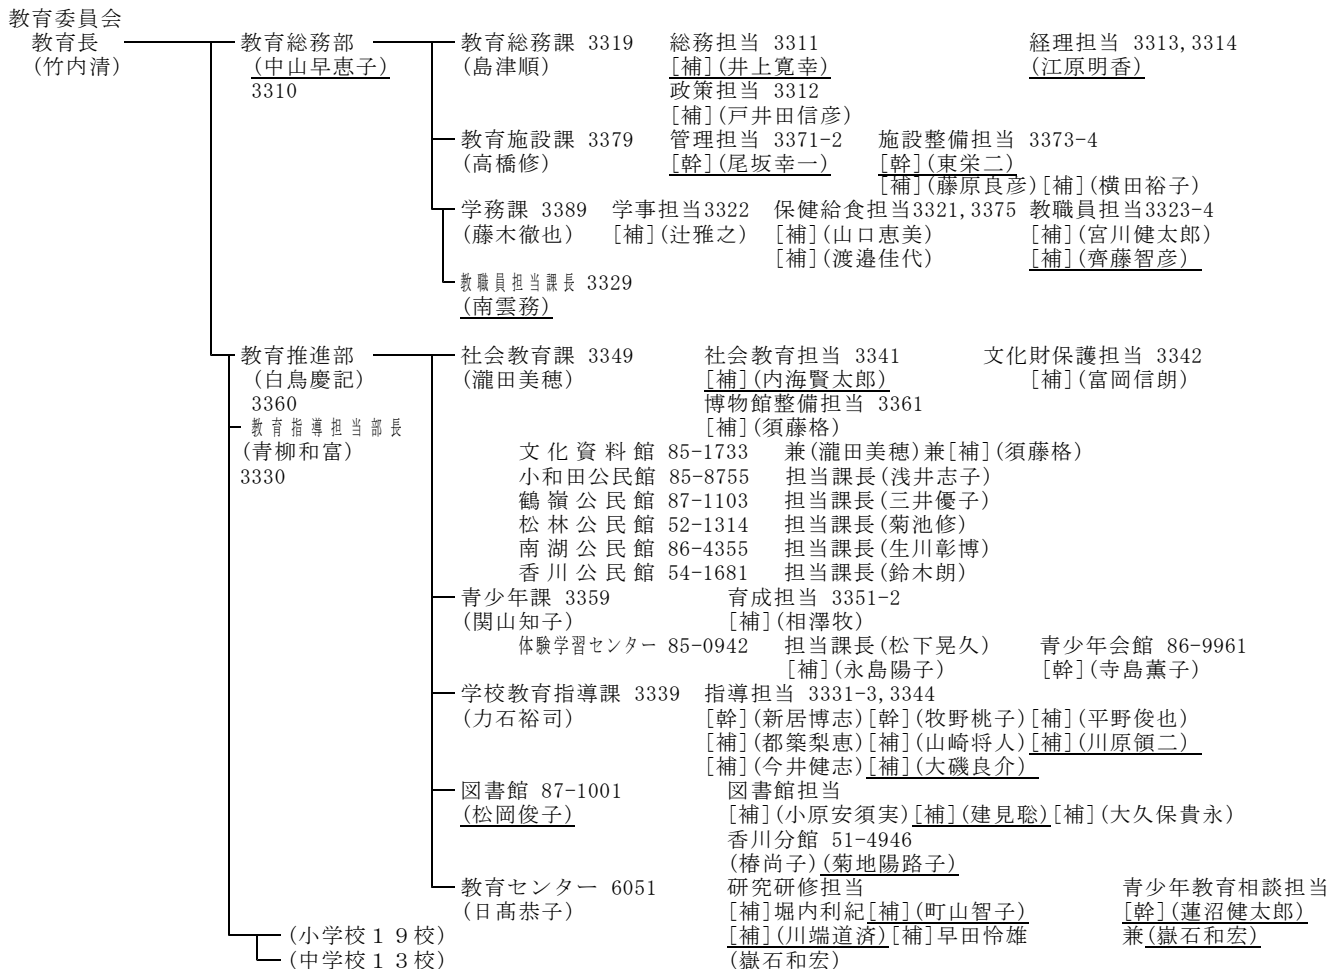 教育委員会
教育長 教育総務部 教育総務課 3319 総務担当 3311 経理担当 3313,3314
(竹内清) (中山早恵子) (島津順) [補](井上寛幸) (江原明香)
3310 政策担当 3312
[補](戸井田信彦)
教育施設課 3379 管理担当 3371-2 施設整備担当 3373-4
(高橋修) [幹](尾坂幸一) [幹](東栄二)
[補](藤原良彦)[補](横田裕子)
学務課 3389 学事担当3322 保健給食担当3321,3375 教職員担当3323-4
(藤木徹也) [補](辻雅之) [補](山口恵美) [補](宮川健太郎)
[補](渡邉佳代) [補](齊藤智彦)
教職員担当課長 3329
(南雲務)
教育推進部 社会教育課 3349 社会教育担当 3341 文化財保護担当 3342
(白鳥慶記) (瀧田美穂) [補](内海賢太郎) [補](富岡信朗)
3360 博物館整備担当 3361
教育指導担当部長 [補](須藤格)
(青柳和富) 文化資料館 85-1733 兼(瀧田美穂)兼[補](須藤格)
3330 小和田公民館 85-8755 担当課長(浅井志子)
鶴嶺公民館 87-1103 担当課長(三井優子)
松林公民館 52-1314 担当課長(菊池修)
南湖公民館 86-4355 担当課長(生川彰博)
香川公民館 54-1681 担当課長(鈴木朗)
青少年課 3359 育成担当 3351-2
(関山知子) [補](相澤牧)
体験学習センター 85-0942 担当課長(松下晃久) 青少年会館 86-9961
[補](永島陽子) [幹](寺島薫子)
学校教育指導課 3339 指導担当 3331-3,3344
(力石裕司) [幹](新居博志)[幹](牧野桃子)[補](平野俊也)
[補](都築梨恵)[補](山崎将人)[補](川原領二)
[補](今井健志)[補](大磯良介)
図書館 87-1001 図書館担当
(松岡俊子) [補](小原安須実)[補](建見聡)[補](大久保貴永)
香川分館 51-4946
(椿尚子)(菊地陽路子)
教育センター 6051 研究研修担当 青少年教育相談担当
(日髙恭子) [補]堀内利紀[補](町山智子) [幹](蓮沼健太郎)
(小学校１９校) [補](川端道済)[補]早田怜雄 兼(嶽石和宏)
(中学校１３校) (嶽石和宏)